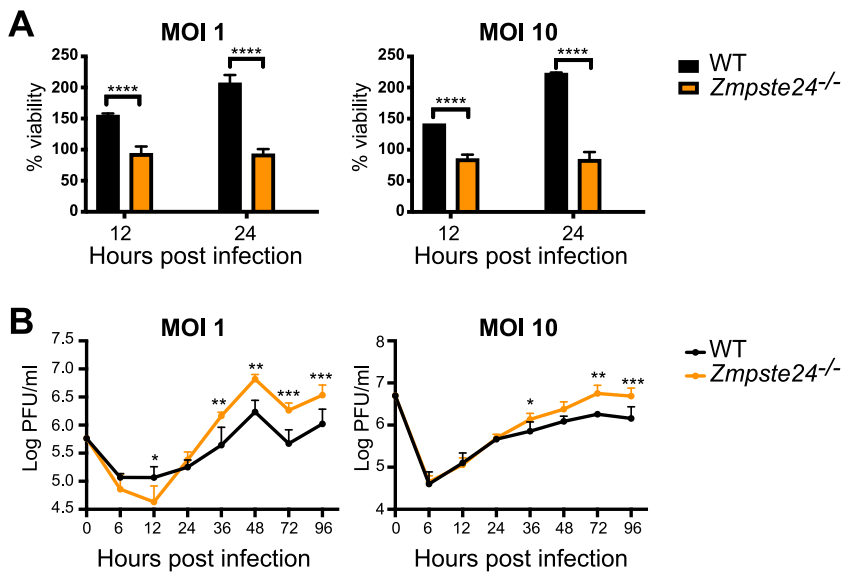 A
MOI 1
MOI 10
WT
Zmpste24-/-
% viability
250
200
150
100
50
0
****
****
12
24
Hours post infection
% viability
250
200
150
100
50
0
****
****
12
24
Hours post infection
B
MOI 1
MOI 10
WT
Zmpste24-/-
Log PFU/ml
7.5
7.0
6.5
6.0
5.5
5.0
4.5
*
**
**
***
***
0 6 12 24 36 48 72 96
Hours post infection
Log PFU/ml
8
7
6
5
4
*
**
***
0 6 12 24 36 48 72 96
Hours post infection